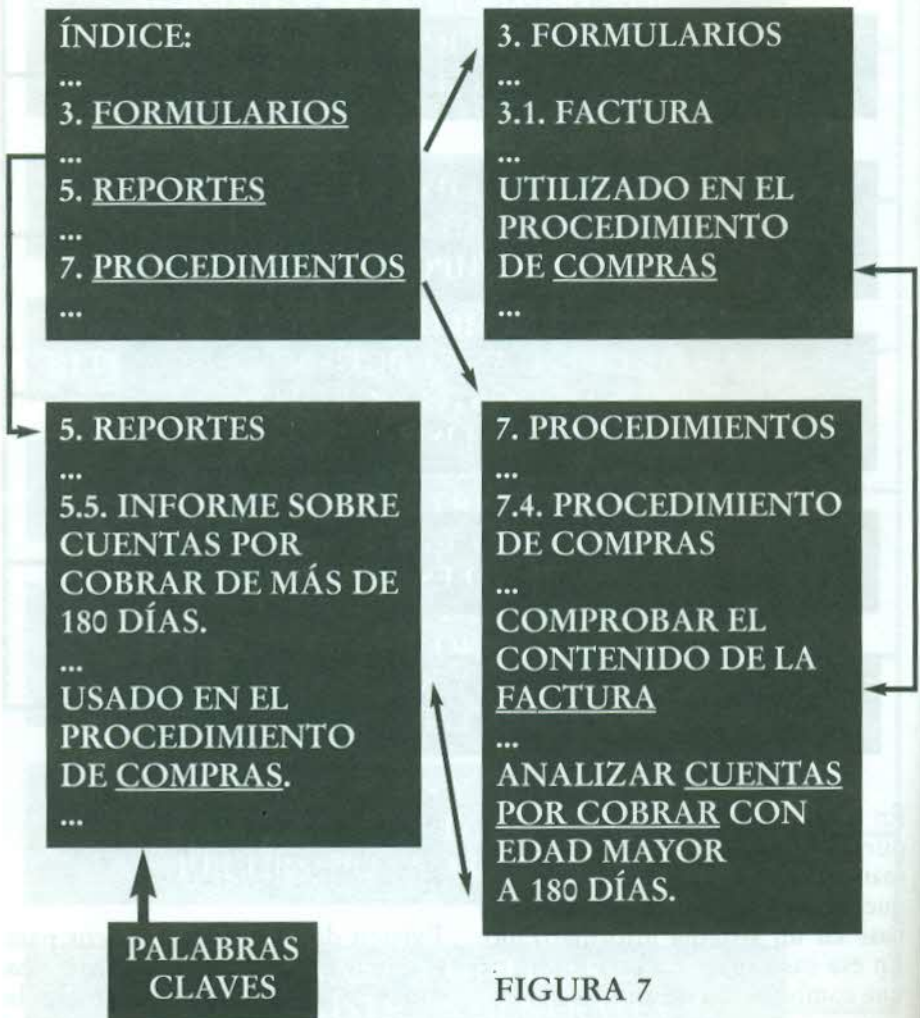 ÍNDICE:
...
3. FORMULARIOS
...
5. REPORTES
...
7. PROCEDIMIENTOS
...
3. FORMULARIOS
...
3.1. FACTURA
...
UTILIZADO EN EL
PROCEDIMIENTO
DE COMPRAS
...
5. REPORTES
...
5.5. INFORME SOBRE
CUENTAS POR
COBRAR DE MÁS DE
180 DÍAS.
...
USADO EN EL
PROCEDIMIENTO
DE COMPRAS.
...
7. PROCEDIMIENTOS
...
7.4. PROCEDIMIENTO
DE COMPRAS
...
COMPROBAR EL
CONTENIDO DE LA
FACTURA
...
ANALIZAR CUENTAS
POR COBRAR CON
EDAD MAYOR
A 180 DÍAS.
PALABRAS
CLAVES
FIGURA 7